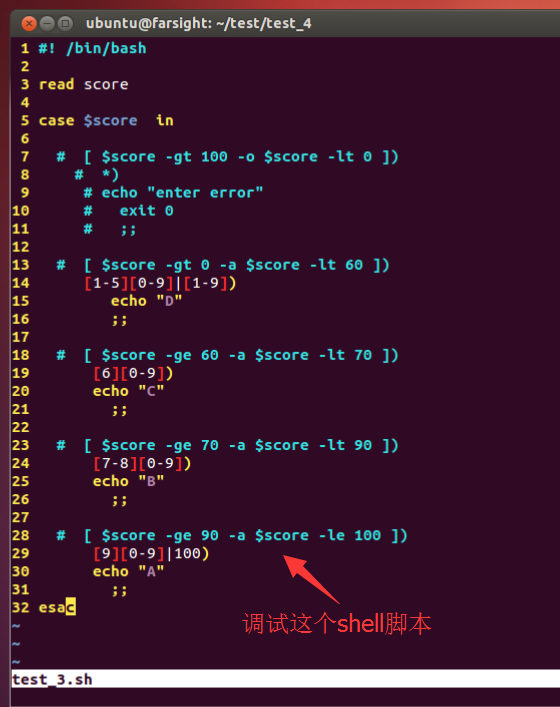 ubuntu@farsight: ~/test/test_4
1 #! /bin/bash
2
3 read score
4
5 case $score  in
6
7   #  [ $score -gt 100 -o $score -lt 0 ])
8     #  *)
9      # echo "enter error"
10      #   exit 0
11      #   ;;
12
13   #  [ $score -gt 0 -a $score -lt 60 ])
14      [1-5][0-9]|[1-9])
15         echo "D"
16         ;;
17
18   #  [ $score -ge 60 -a $score -lt 70 ])
19       [6][0-9])
20       echo "C"
21         ;;
22
23   #  [ $score -ge 70 -a $score -lt 90 ])
24       [7-8][0-9])
25       echo "B"
26         ;;
27
28   #  [ $score -ge 90 -a $score -le 100 ])
29       [9][0-9]|100)
30       echo "A"
31         ;;
调试这个shell脚本
32 esac
~
~
~
test_3.sh